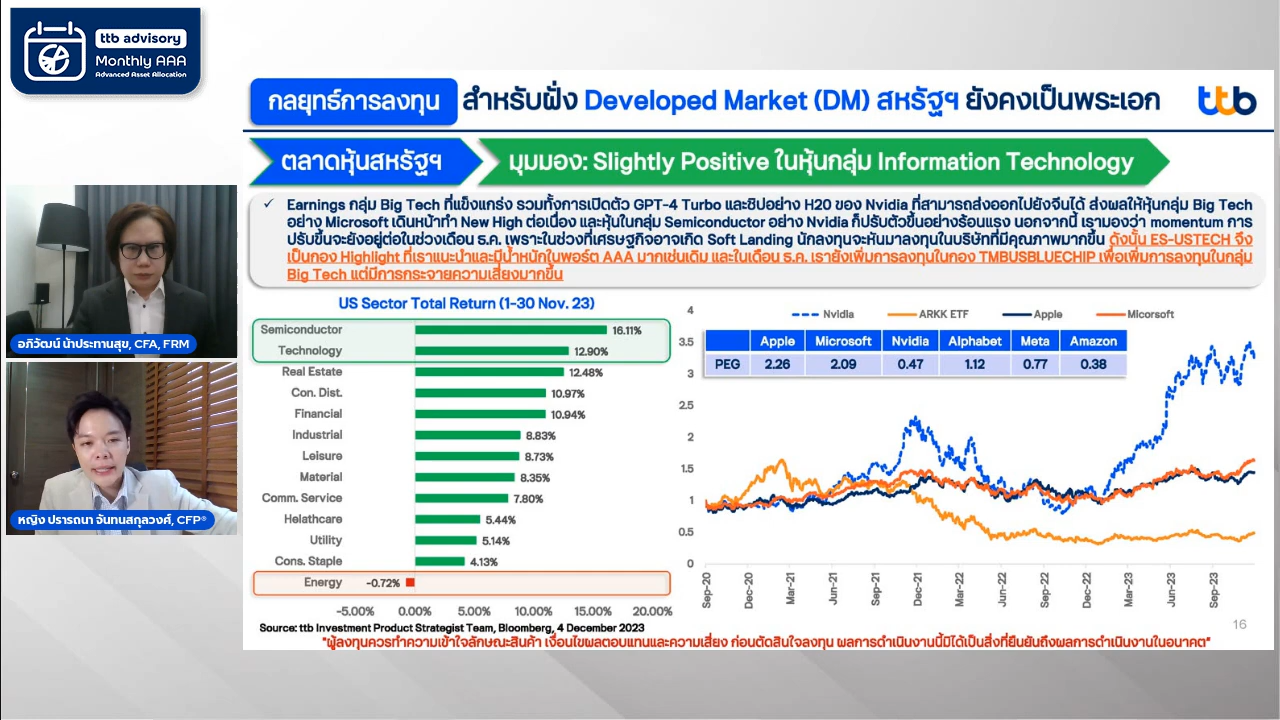 ttb advisory
Monthly AAA
Advanced Asset Allocation
กลยุทธ์การลงทุน สำหรับฝั่ง Developed Market (DM) สหรัฐฯ ยังคงเป็นพระเอก
ttb
ตลาดหุ้นสหรัฐฯ
มุมมอง: Slightly Positive ในหุ้นกลุ่ม Information Technology
✓ Earnings กลุ่ม Big Tech ที่แข็งแกร่ง รวมทั้งการเปิดตัว GPT-4 Turbo และชิปอย่าง H20 ของ Nvidia ที่สามารถส่งออกไปยังจีนได้ ส่งผลให้หุ้นกลุ่ม Big Tech
อย่าง Microsoft เดินหน้าทำ New High ต่อเนื่อง และหุ้นในกลุ่ม Semiconductor อย่าง Nvidia ก็ปรับตัวขึ้นอย่างร้อนแรง นอกจากนี้ เรามองว่า momentum การ
ปรับขึ้นจะยังอยู่ต่อในช่วงเดือน ธ.ค. เพราะในช่วงที่เศรษฐกิจอาจเกิด Soft Landing นักลงทุนจะหันมาลงทุนในบริษัทที่มีคุณภาพมากขึ้น ดังนั้น ES-USTECH จึง
เป็นกอง Highlight ที่เราแนะนำและมีน้ำหนักในพอร์ต AAA มากเช่นเดิม และในเดือน ธ.ค. เรายังเพิ่มการลงทุนในกอง TMBUSBLUECHIP เพื่อเพิ่มการลงทุนในกลุ่ม
Big Tech แต่มีการกระจายความเสี่ยงมากขึ้น
US Sector Total Return (1-30 Nov. 23)
Semiconductor 16.11%
Technology 12.90%
Real Estate 12.48%
Con. Dist. 10.97%
Financial 10.94%
Industrial 8.83%
Leisure 8.73%
Material 8.35%
Comm. Service 7.80%
Helathcare 5.44%
Utility 5.14%
Cons. Staple 4.13%
Energy -0.72%
-5.00% 0.00% 5.00% 10.00% 15.00% 20.00%
Nvidia ARKK ETF Apple Micorsoft
Apple Microsoft Nvidia Alphabet Meta Amazon
PEG 2.26 2.09 0.47 1.12 0.77 0.38
4
3.5
3
2.5
2
1.5
1
0.5
0
Sep-20 Dec-20 Mar-21 Jun-21 Sep-21 Dec-21 Mar-22 Jun-22 Sep-22 Dec-22 Mar-23 Jun-23 Sep-23
Source: ttb Investment Product Strategist Team, Bloomberg, 4 December 2023
16
"ผู้ลงทุนควรทำความเข้าใจลักษณะสินค้า เงื่อนไขผลตอบแทนและความเสี่ยง ก่อนตัดสินใจลงทุน ผลการดำเนินงานนี้มิได้เป็นสิ่งที่ยืนยันถึงผลการดำเนินงานในอนาคต"
อภิวัฒน์ น้าประทานสุข, CFA, FRM
หญิง ปรารถนา จันทนสกุลวงศ์, CFP®